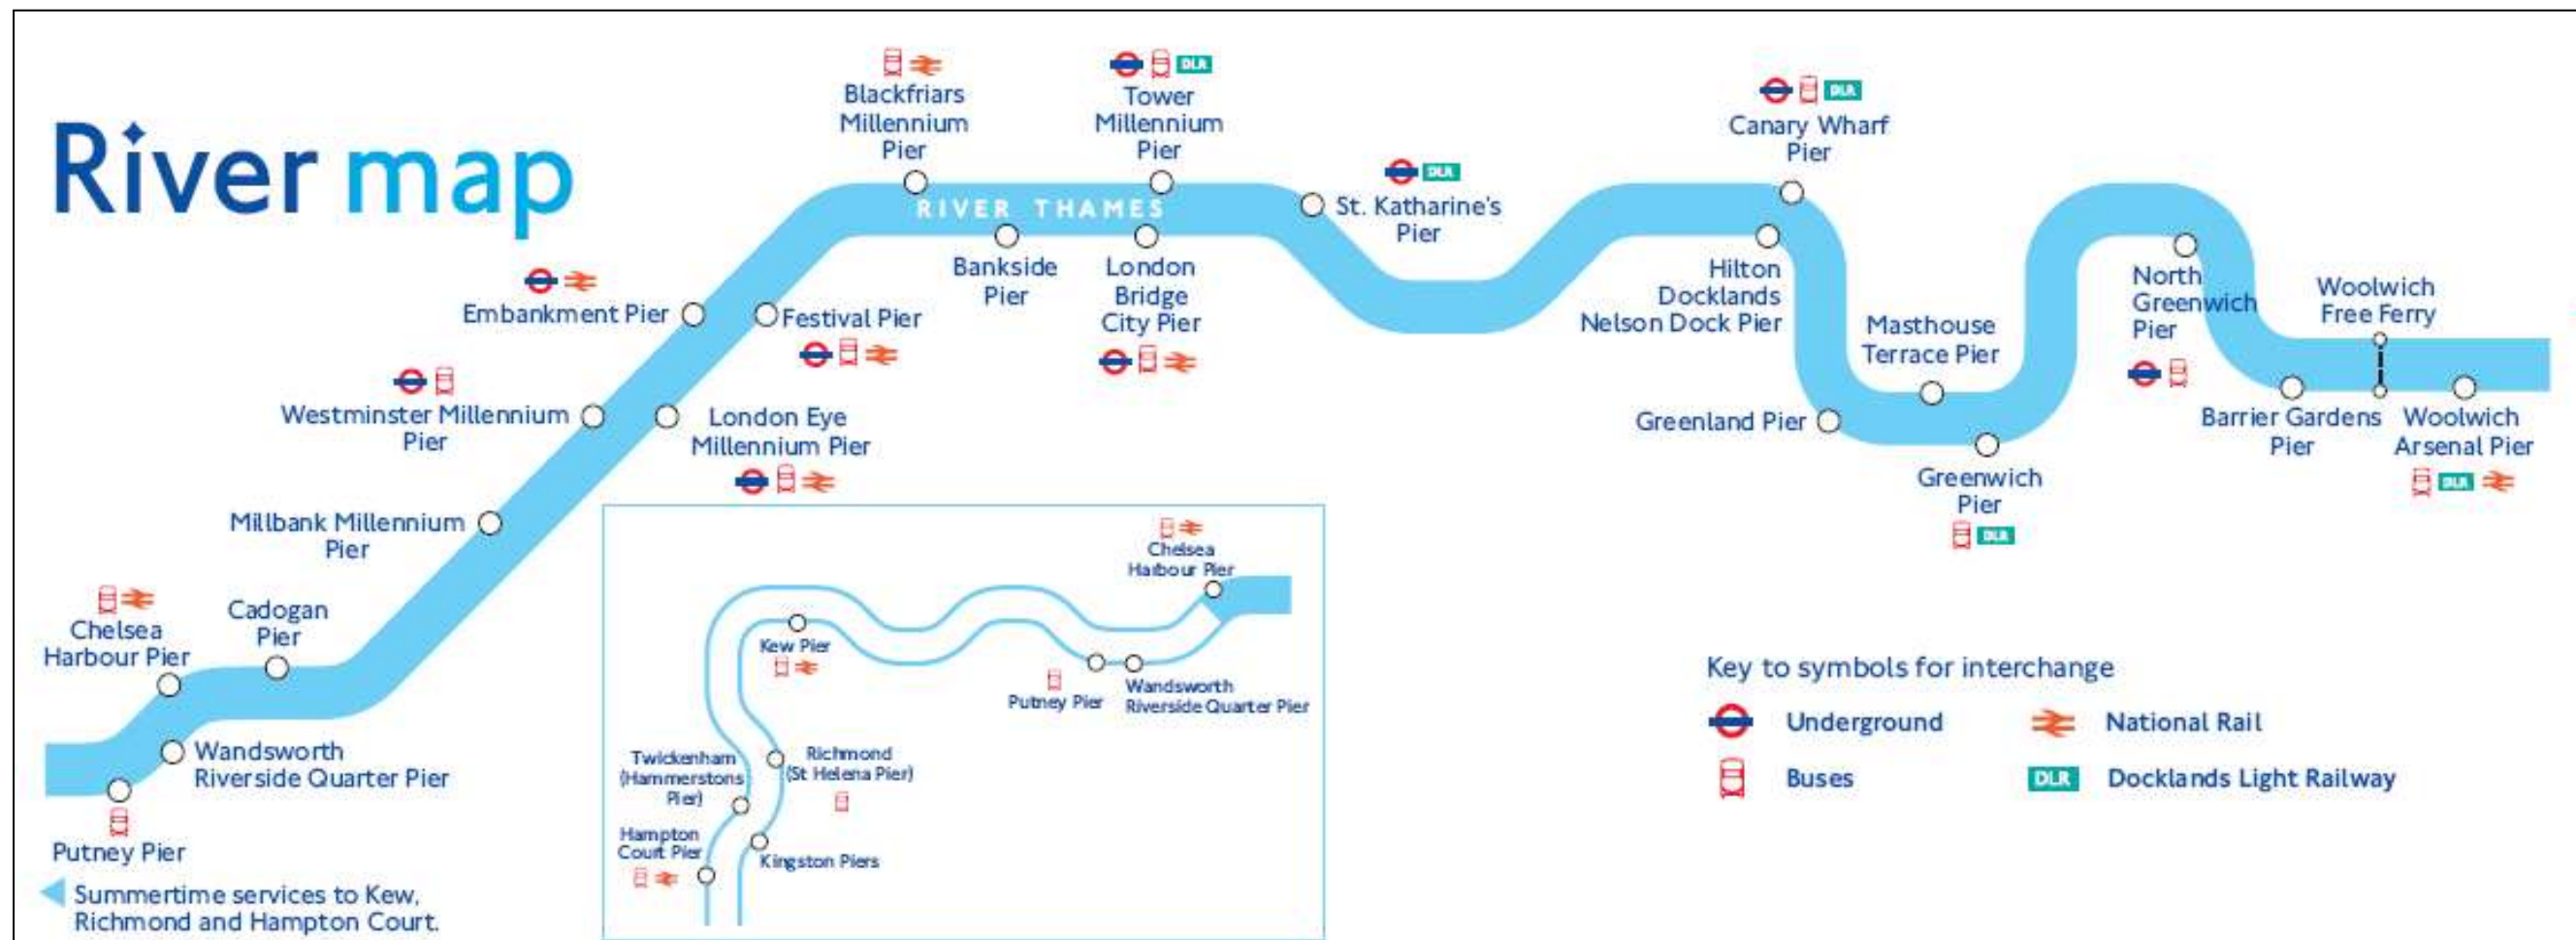 River map
Blackfriars
Millennium
Pier
DLR
Tower
Millennium
Pier
DLR
Canary Wharf
Pier
RIVER THAMES
DLR
St. Katharine's
Pier
Embankment Pier
Festival Pier
Bankside
Pier
London
Bridge
City Pier
Hilton
Docklands
Nelson Dock Pier
Masthouse
Terrace Pier
North
Greenwich
Pier
Woolwich
Free Ferry
Westminster Millennium
Pier
London Eye
Millennium Pier
Greenland Pier
Greenwich
Pier
DLR
Barrier Gardens
Pier
Woolwich
Arsenal Pier
DLR
Millbank Millennium
Pier
Chelsea
Harbour Pier
Cadogan
Pier
Wandsworth
Riverside Quarter Pier
Putney Pier
Summertime services to Kew,
Richmond and Hampton Court.
Chelsea
Harbour Pier
Kew Pier
Putney Pier
Wandsworth
Riverside Quarter Pier
Twickenham
(Hammerstons
Pier)
Richmond
(St Helena Pier)
Hampton
Court Pier
Kingston Piers
Key to symbols for interchange
Underground
National Rail
Buses
DLR Docklands Light Railway